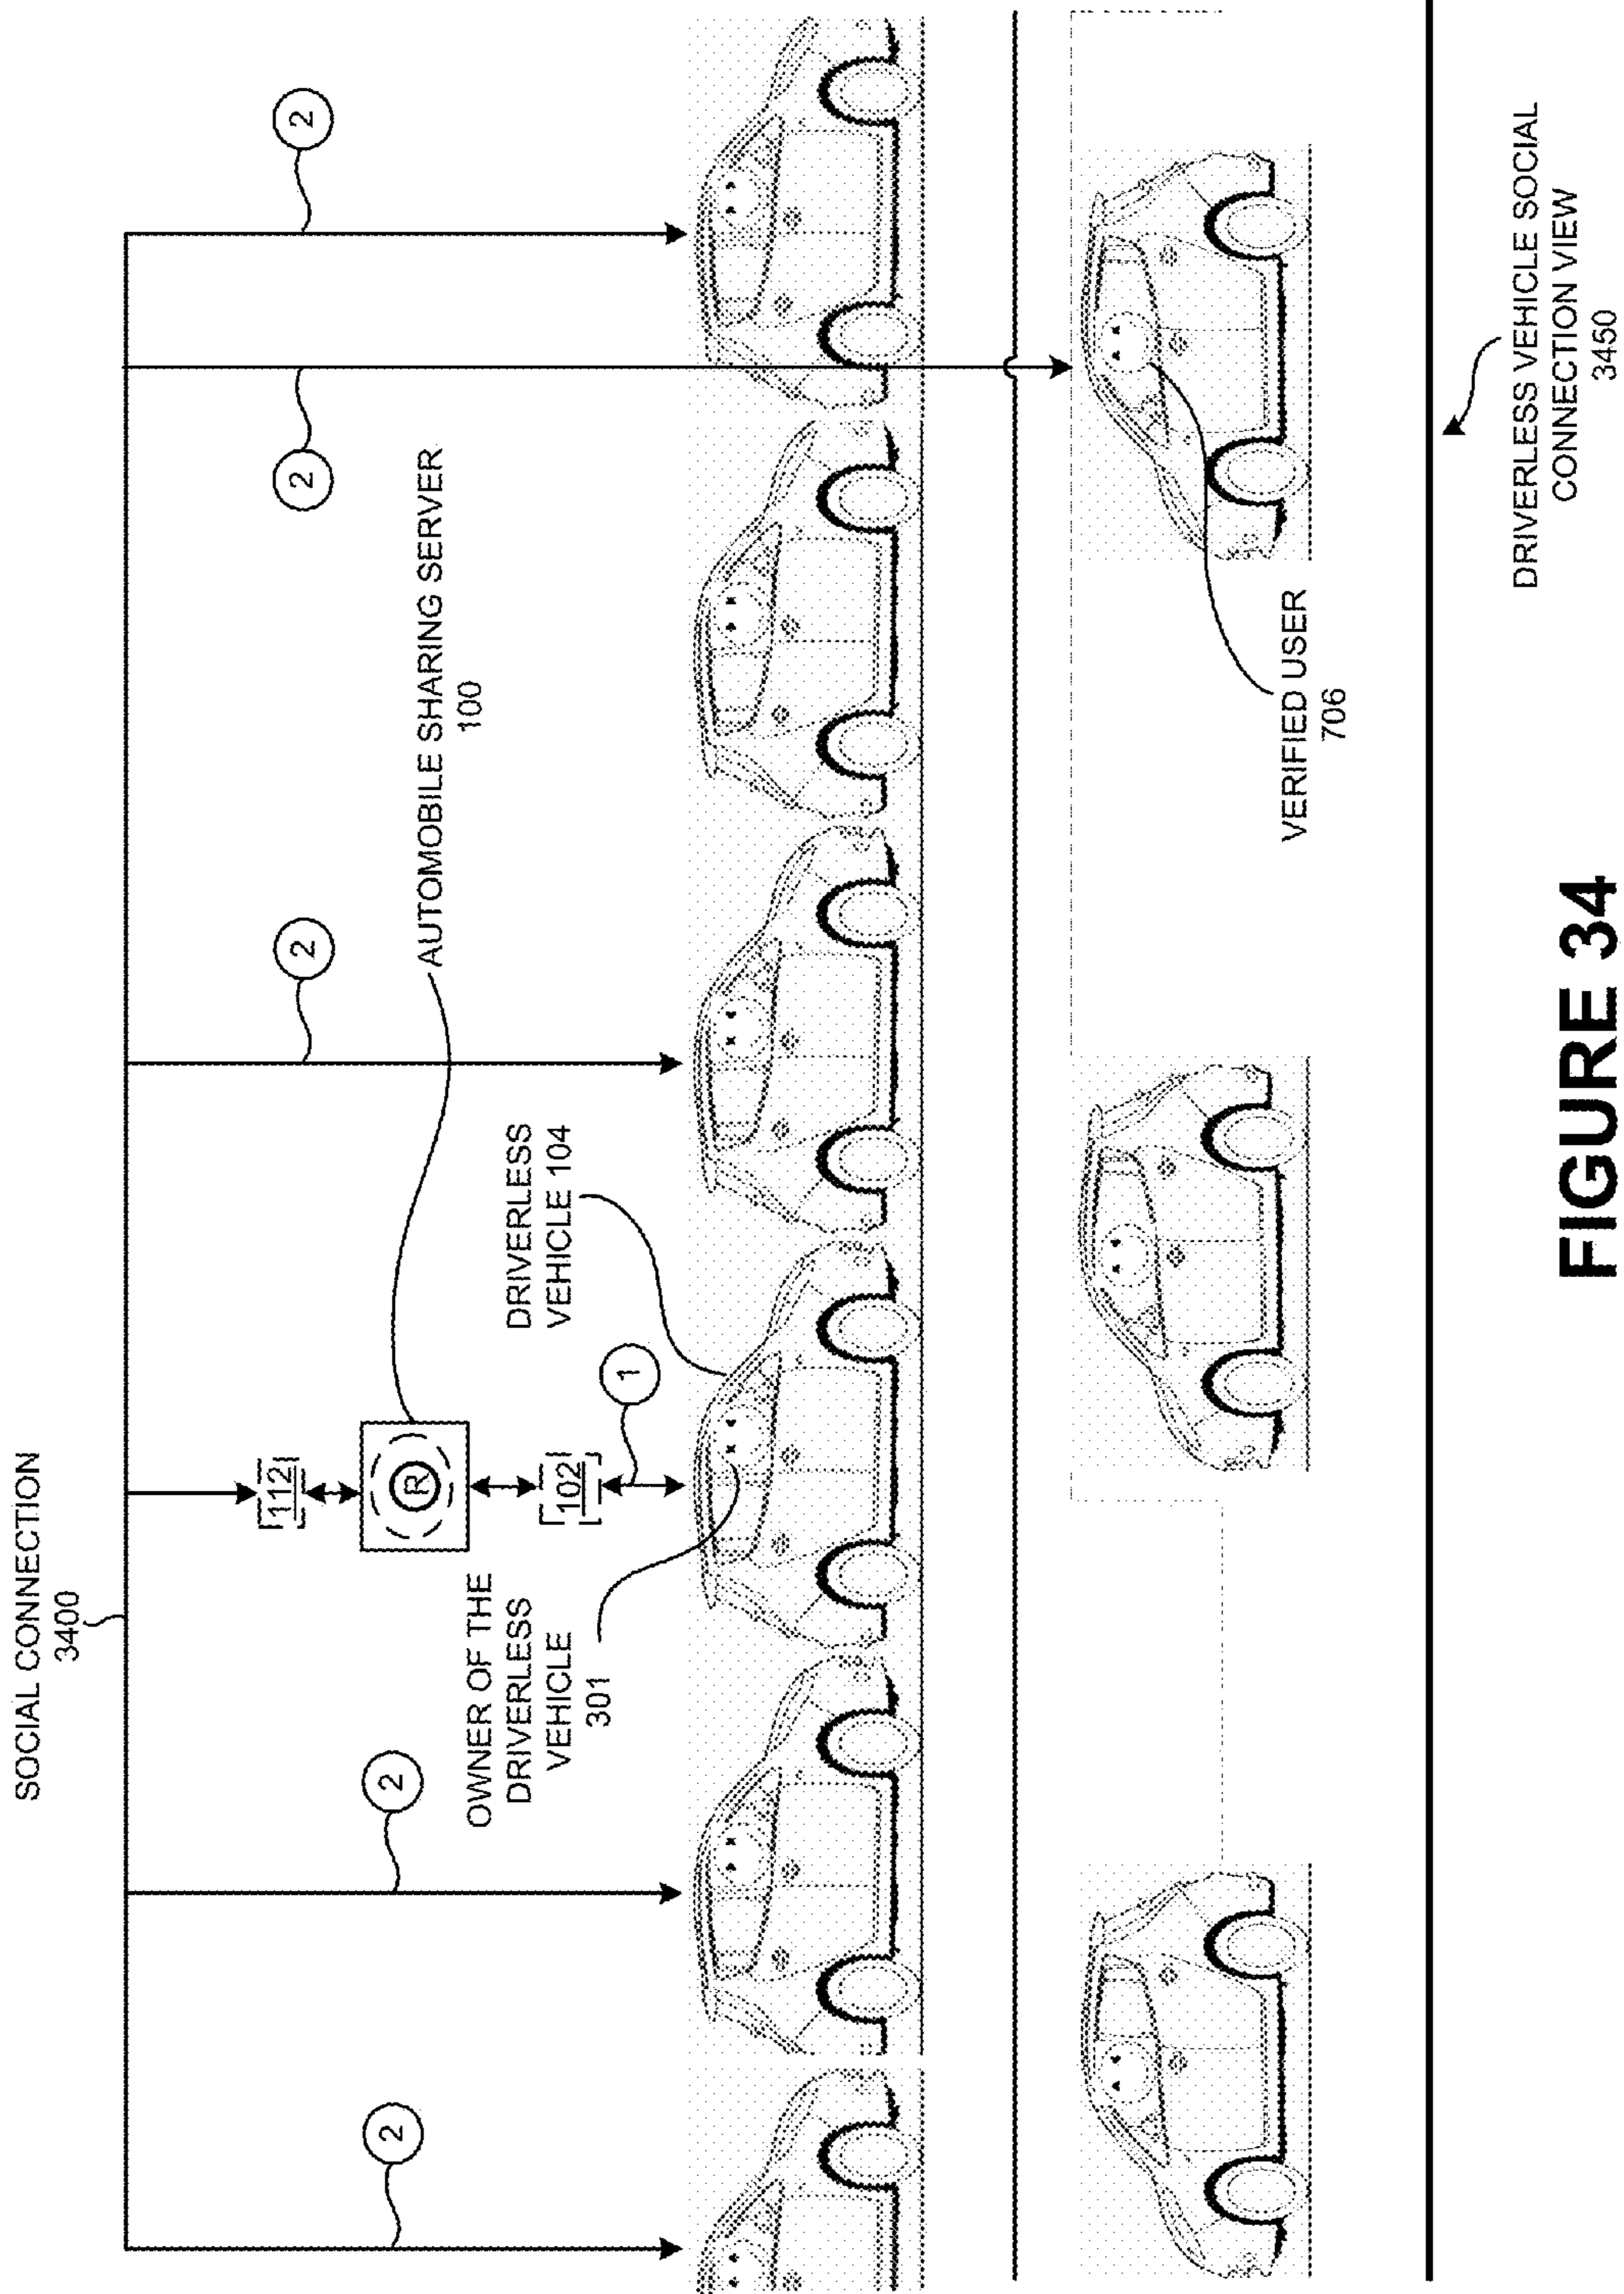 SOCIAL CONNECTION
3400
2
2
2
2
2
112
R
102
1
AUTOMOBILE SHARING SERVER
100
DRIVERLESS
VEHICLE 104
OWNER OF THE
DRIVERLESS
VEHICLE
301
VERIFIED USER
706
DRIVERLESS VEHICLE SOCIAL
CONNECTION VIEW
3450
FIGURE 34